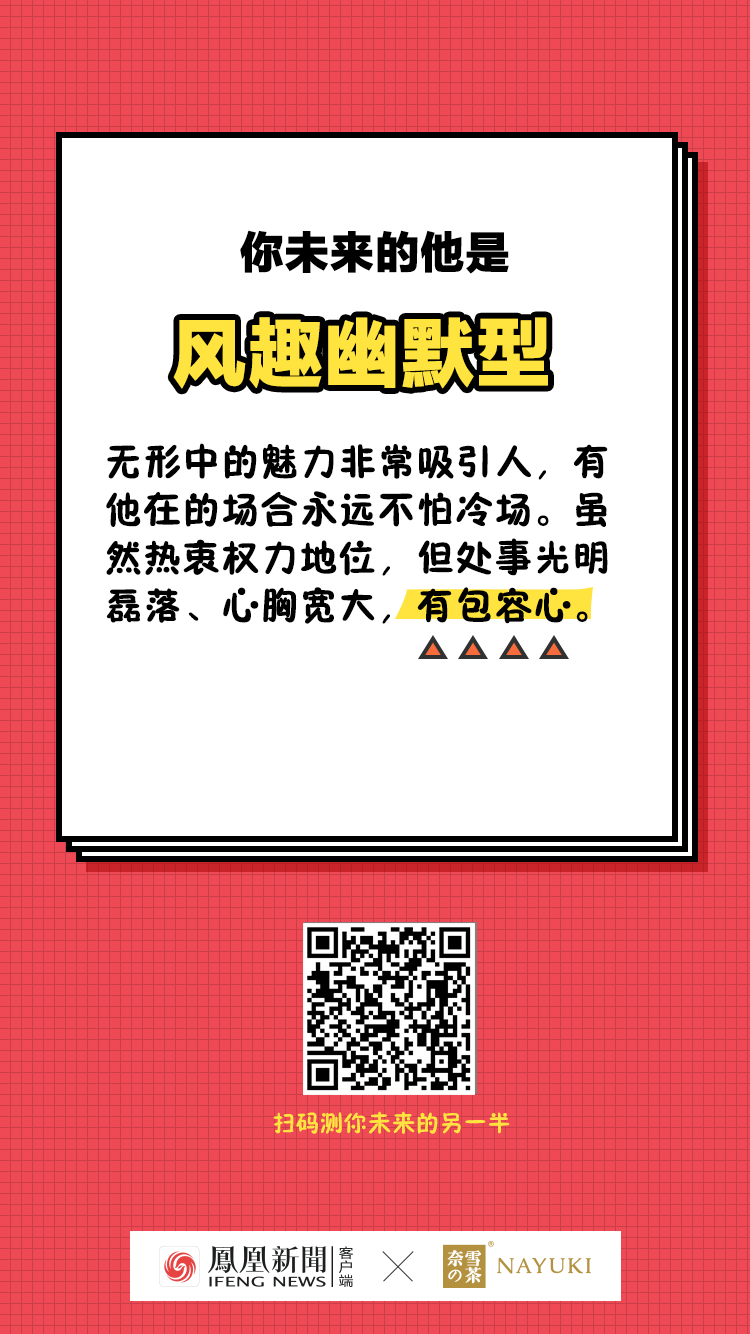 你未来的他是
风趣幽默型
无形中的魅力非常吸引人，有
他在的场合永远不怕冷场。虽
然热衷权力地位，但处事光明
磊落、心胸宽大，有包容心。
扫码测你未来的另一半
鳳凰新聞 客户端
IFENG NEWS
奈雪の茶® NAYUKI